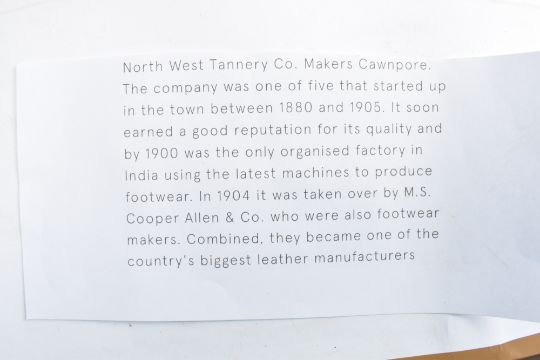 North West Tannery Co. Makers Cawnpore.
The company was one of five that started up
in the town between 1880 and 1905. It soon
earned a good reputation for its quality and
by 1900 was the only organised factory in
India using the latest machines to produce
footwear. In 1904 it was taken over by M.S.
Cooper Allen & Co. who were also footwear
makers. Combined, they became one of the
country's biggest leather manufacturers